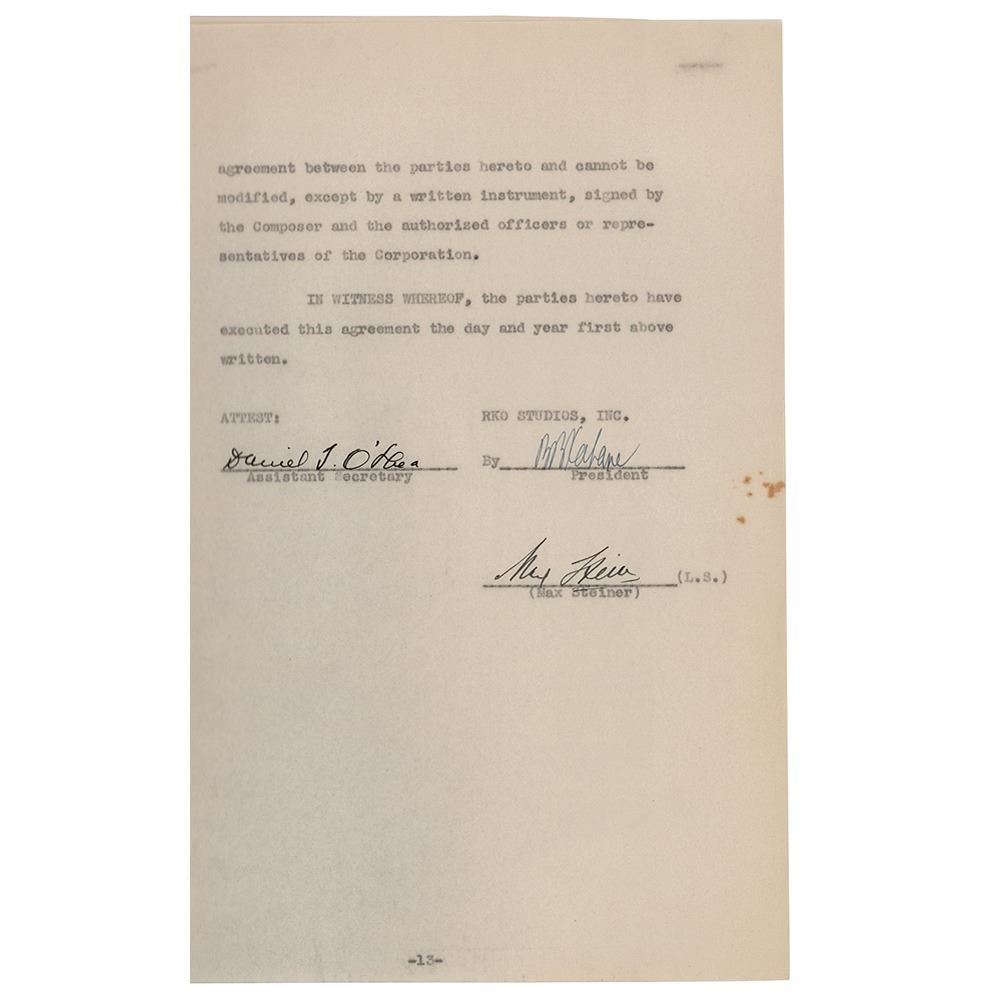 agreement between the parties hereto and cannot be
modified, except by a written instrument, signed by
the Composer and the authorized officers or repre-
sentatives of the Corporation.
IN WITNESS WHEREOF, the parties hereto have
executed this agreement the day and year first above
written.
ATTEST: RKO STUDIOS, INC.
Daniel T. O'Shea By B B Kahane
Assistant Secretary President
Max Steiner (L.S.)
(Max Steiner)
-13-